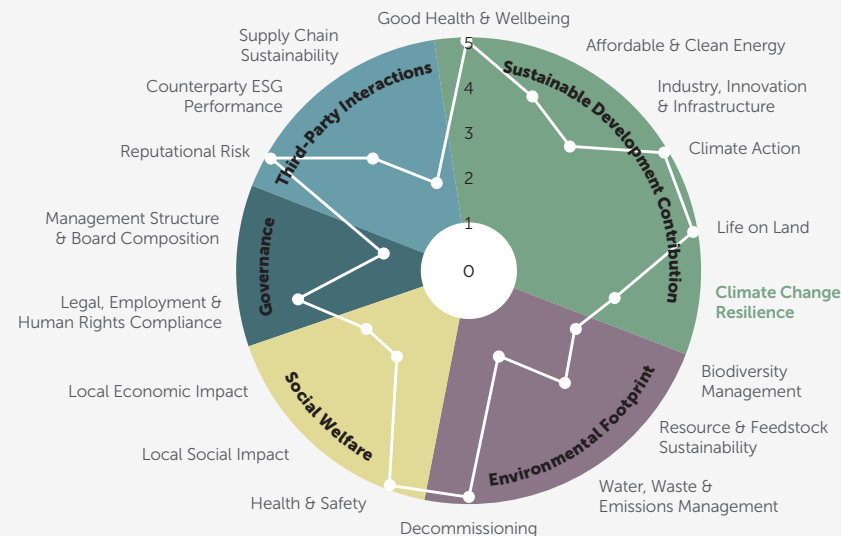 Good Health & Wellbeing
Supply Chain
Sustainability
Affordable & Clean Energy
Counterparty ESG
Performance
Industry, Innovation
& Infrastructure
Reputational Risk
Climate Action
Management Structure
& Board Composition
Life on Land
Legal, Employment &
Human Rights Compliance
Climate Change
Resilience
Local Economic Impact
Biodiversity
Management
Local Social Impact
Resource & Feedstock
Sustainability
Health & Safety
Water, Waste &
Emissions Management
Decommissioning
Third-Party Interactions
Sustainable Development Contribution
Governance
Social Welfare
Environmental Footprint
5
4
3
2
1
0